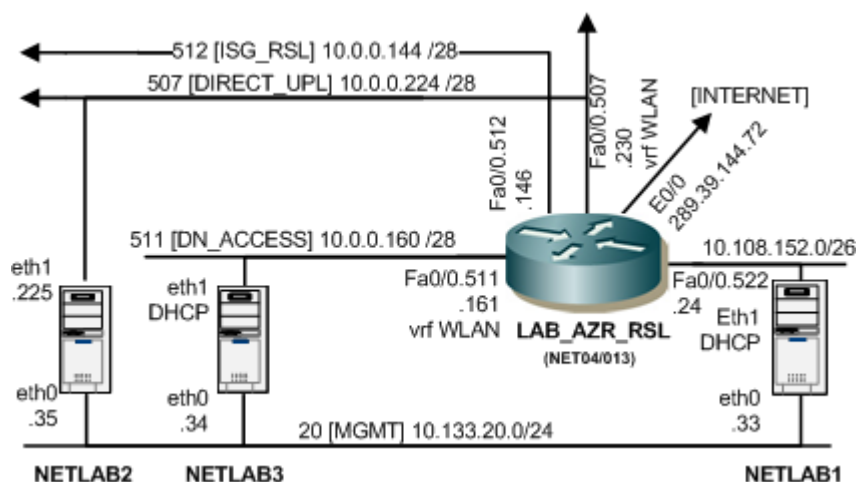 512 [ISG_RSL] 10.0.0.144 /28
507 [DIRECT_UPL] 10.0.0.224 /28
[INTERNET]
Fa0/0.512
.146
Fa0/0.507
.230
vrf WLAN
E0/0
289.39.144.72
511 [DN_ACCESS] 10.0.0.160 /28
10.108.152.0/26
eth1
.225
eth1
DHCP
Fa0/0.511
.161
vrf WLAN
LAB_AZR_RSL
(NET04/013)
Fa0/0.522
.24
Eth1
DHCP
eth0
.35
eth0
.34
eth0
.33
20 [MGMT] 10.133.20.0/24
NETLAB2
NETLAB3
NETLAB1